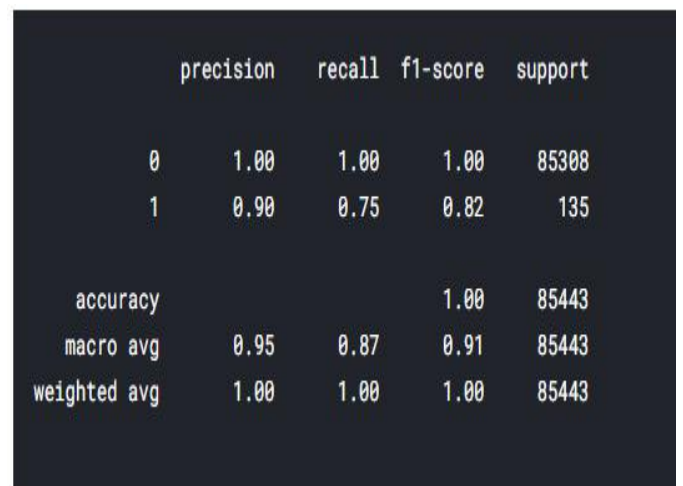 precision recall f1-score support
0 1.00 1.00 1.00 85308
1 0.90 0.75 0.82 135
accuracy 1.00 85443
macro avg 0.95 0.87 0.91 85443
weighted avg 1.00 1.00 1.00 85443